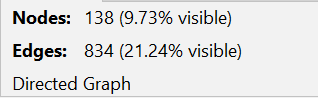 Nodes: 138 (9.73% visible)
Edges: 834 (21.24% visible)
Directed Graph